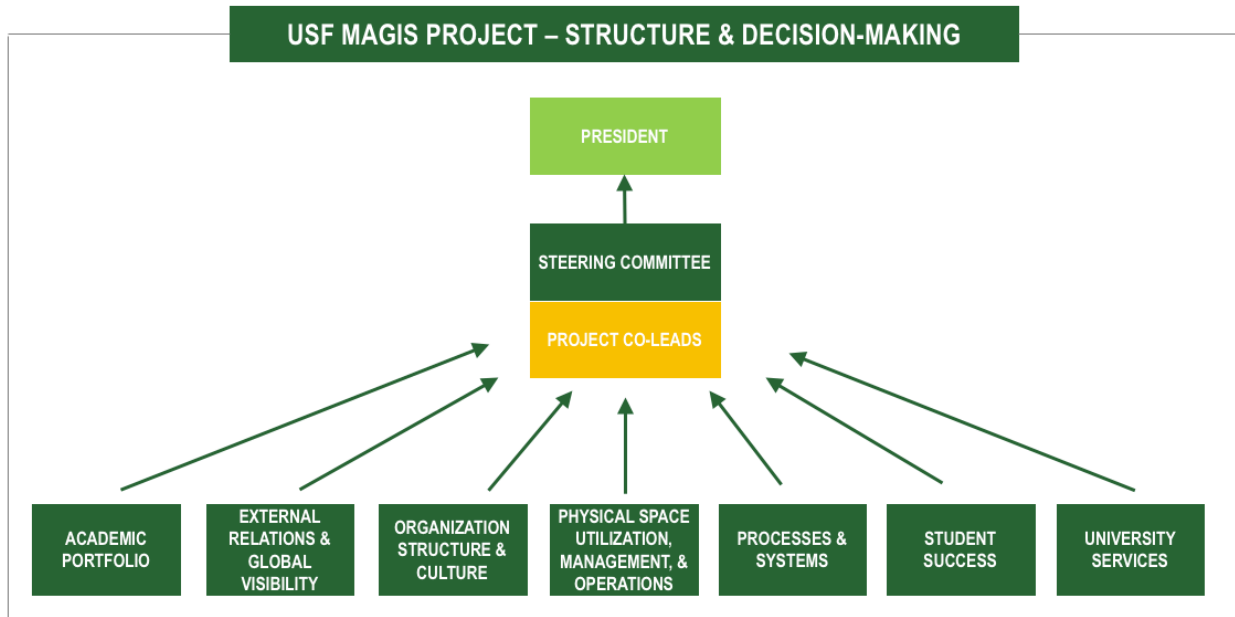 USF MAGIS PROJECT – STRUCTURE & DECISION-MAKING
PRESIDENT
STEERING COMMITTEE
PROJECT CO-LEADS
ACADEMIC
PORTFOLIO
EXTERNAL
RELATIONS &
GLOBAL
VISIBILITY
ORGANIZATION
STRUCTURE &
CULTURE
PHYSICAL SPACE
UTILIZATION,
MANAGEMENT, &
OPERATIONS
PROCESSES &
SYSTEMS
STUDENT
SUCCESS
UNIVERSITY
SERVICES